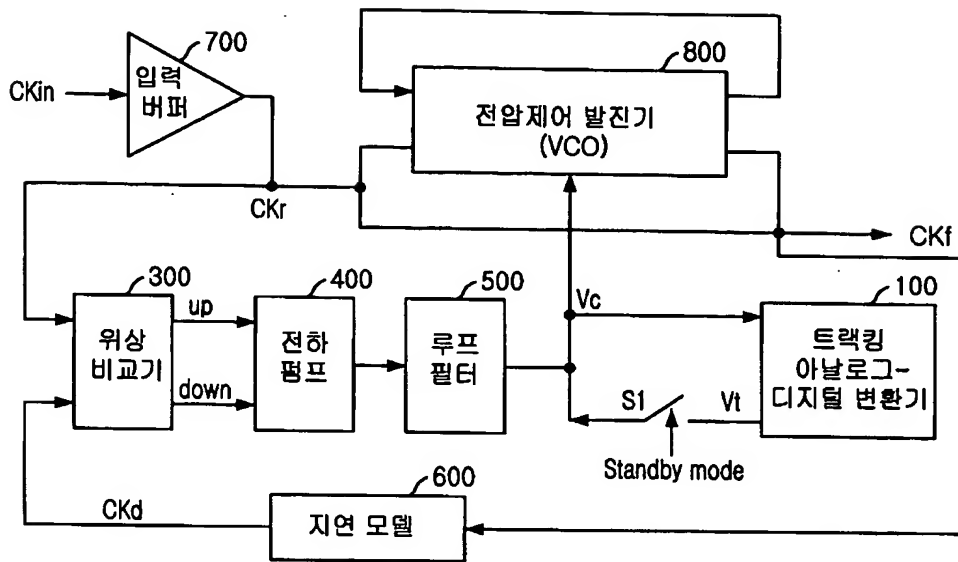 700
입력
버퍼
CKin
CKr
800
전압제어 발진기
(VCO)
CKf
300
위상
비교기
up
down
400
전하
펌프
500
루프
필터
Vc
100
트랙킹
아날로그-
디지털 변환기
S1
Vt
Standby mode
600
지연 모델
CKd